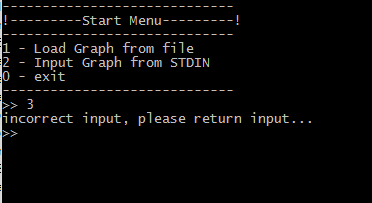 -----------------------------
!---------Start Menu---------!
-----------------------------
1 - Load Graph from file
2 - Input Graph from STDIN
0 - exit
-----------------------------
>> 3
incorrect input, please return input...
>>